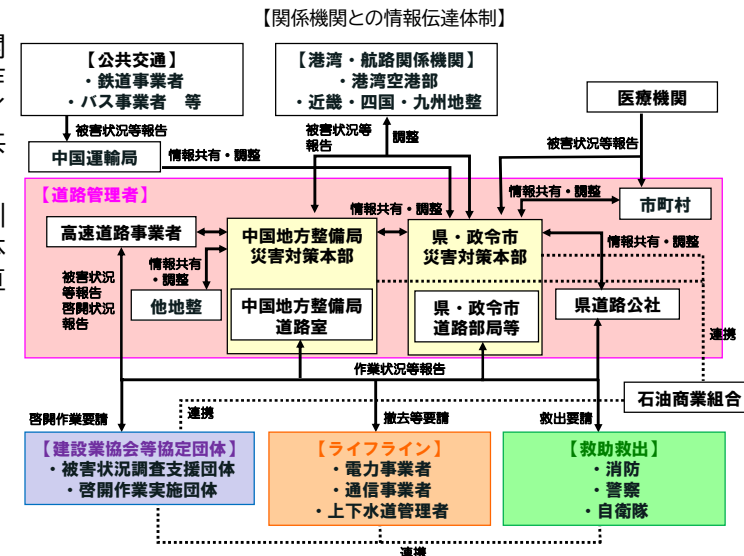 【関係機関との情報伝達体制】
【公共交通】
・鉄道事業者
・バス事業者　等
【港湾・航路関係機関】
・港湾空港部
・近畿・四国・九州地整
医療機関
被害状況等報告
被害状況等
報告
調整
被害状況等報告
中国運輸局
情報共有・調整
【道路管理者】
情報共有・調整
市町村
情報共有・調整
高速道路事業者
中国地方整備局
災害対策本部
県・政令市
災害対策本部
情報共有・調整
被害状況
等報告
啓開状況
報告
情報共有
・調整
他地整
中国地方整備局
道路室
県・政令市
道路部局等
県道路公社
連携
作業状況等報告
石油商業組合
啓開作業要請
連携
撤去等要請
救出要請
【建設業協会等協定団体】
・被害状況調査支援団体
・啓開作業実施団体
【ライフライン】
・電力事業者
・通信事業者
・上下水道管理者
【救助救出】
・消防
・警察
・自衛隊
連携